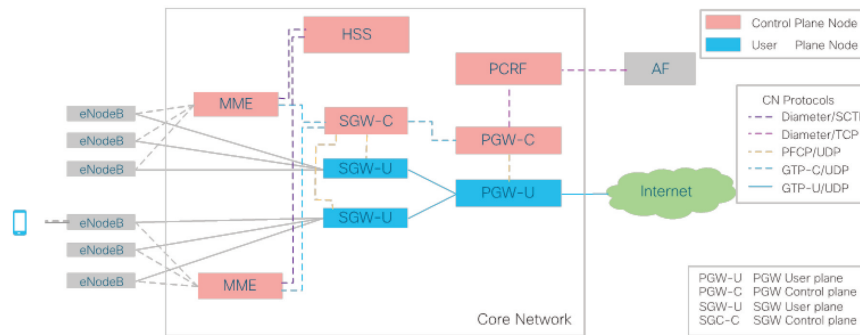 HSS
Control Plane Node
User Plane Node
PCRF
AF
MME
eNodeB
eNodeB
eNodeB
SGW-C
PGW-C
CN Protocols
Diameter/SCTP
Diameter/TCP
PFCP/UDP
GTP-C/UDP
GTP-U/UDP
SGW-U
PGW-U
Internet
SGW-U
eNodeB
eNodeB
eNodeB
MME
Core Network
PGW-U PGW User plane
PGW-C PGW Control plane
SGW-U SGW User plane
SGC-C SGW Control plane